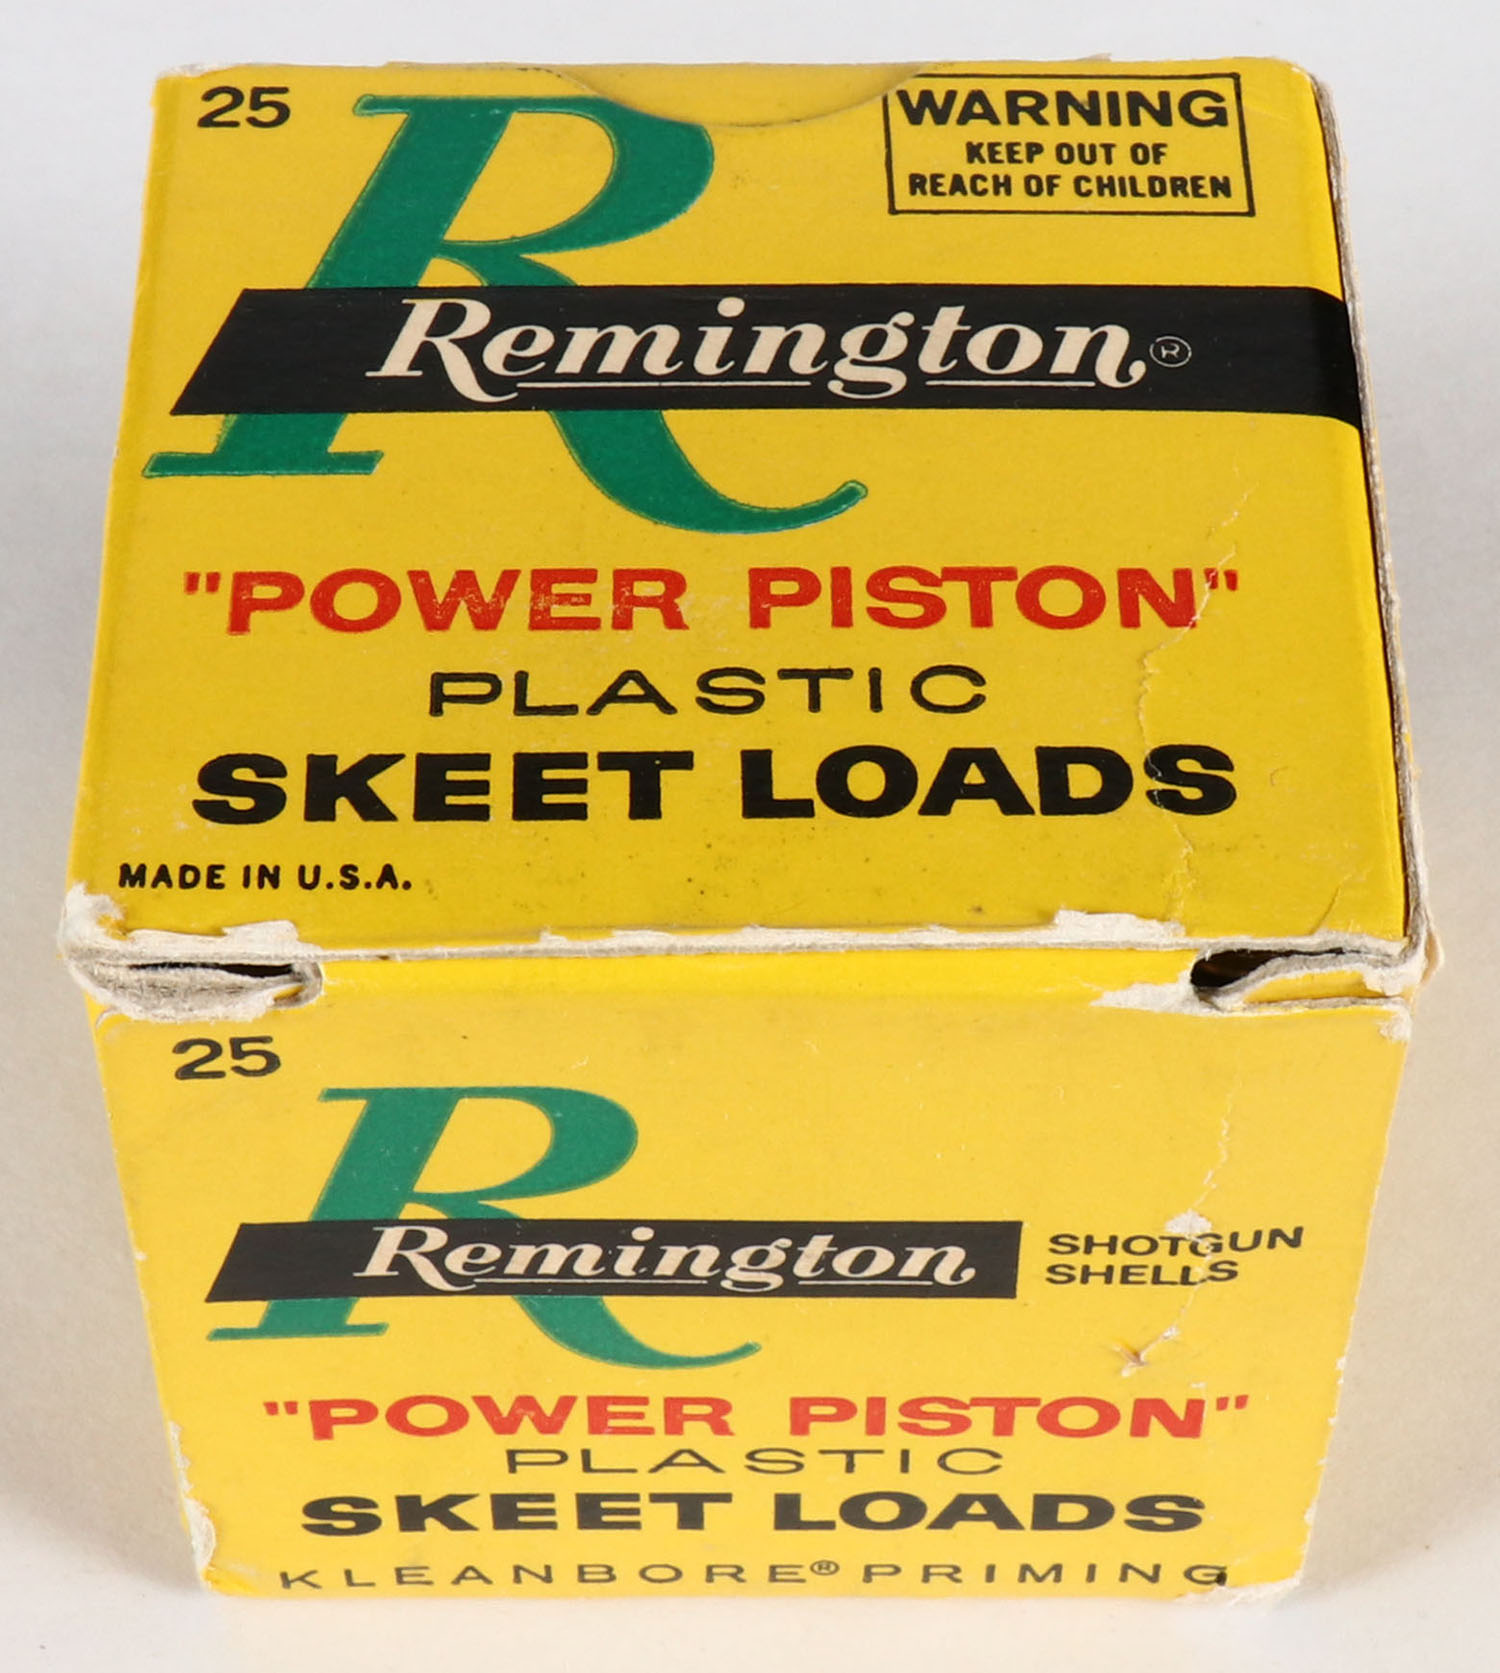 25
WARNING
KEEP OUT OF
REACH OF CHILDREN
R
Remington®
"POWER PISTON"
PLASTIC
SKEET LOADS
MADE IN U.S.A.
25
R
Remington
SHOTGUN
SHELLS
"POWER PISTON"
PLASTIC
SKEET LOADS
KLEANBORE® PRIMING